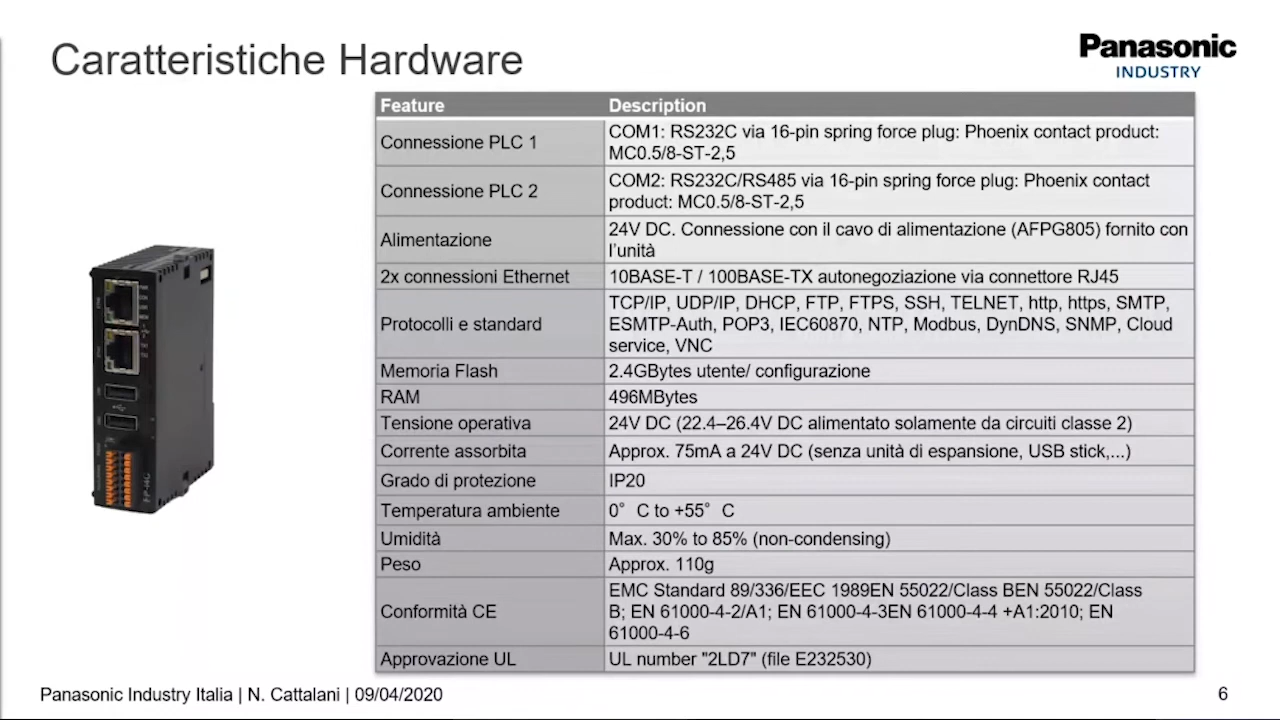 Caratteristiche Hardware
Panasonic
INDUSTRY
Feature Description
Connessione PLC 1 COM1: RS232C via 16-pin spring force plug: Phoenix contact product:
MC0.5/8-ST-2,5
Connessione PLC 2 COM2: RS232C/RS485 via 16-pin spring force plug: Phoenix contact
product: MC0.5/8-ST-2,5
Alimentazione 24V DC. Connessione con il cavo di alimentazione (AFPG805) fornito con
l'unità
2x connessioni Ethernet 10BASE-T / 100BASE-TX autonegoziazione via connettore RJ45
Protocolli e standard TCP/IP, UDP/IP, DHCP, FTP, FTPS, SSH, TELNET, http, https, SMTP,
ESMTP-Auth, POP3, IEC60870, NTP, Modbus, DynDNS, SNMP, Cloud
service, VNC
Memoria Flash 2.4GBytes utente/ configurazione
RAM 496MBytes
Tensione operativa 24V DC (22.4–26.4V DC alimentato solamente da circuiti classe 2)
Corrente assorbita Approx. 75mA a 24V DC (senza unità di espansione, USB stick,...)
Grado di protezione IP20
Temperatura ambiente 0° C to +55° C
Umidità Max. 30% to 85% (non-condensing)
Peso Approx. 110g
Conformità CE EMC Standard 89/336/EEC 1989EN 55022/Class BEN 55022/Class
B; EN 61000-4-2/A1; EN 61000-4-3EN 61000-4-4 +A1:2010; EN
61000-4-6
Approvazione UL UL number "2LD7" (file E232530)
FP-I4C
Panasonic Industry Italia | N. Cattalani | 09/04/2020
6